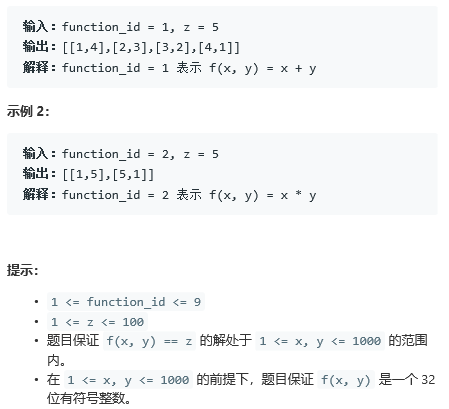 输入：function_id = 1, z = 5
输出：[[1,4],[2,3],[3,2],[4,1]]
解释：function_id = 1 表示 f(x, y) = x + y
示例 2：
输入：function_id = 2, z = 5
输出：[[1,5],[5,1]]
解释：function_id = 2 表示 f(x, y) = x * y
提示：
• 1 <= function_id <= 9
• 1 <= z <= 100
• 题目保证 f(x, y) == z 的解处于 1 <= x, y <= 1000 的范围
内。
• 在 1 <= x, y <= 1000 的前提下，题目保证 f(x, y) 是一个 32
位有符号整数。